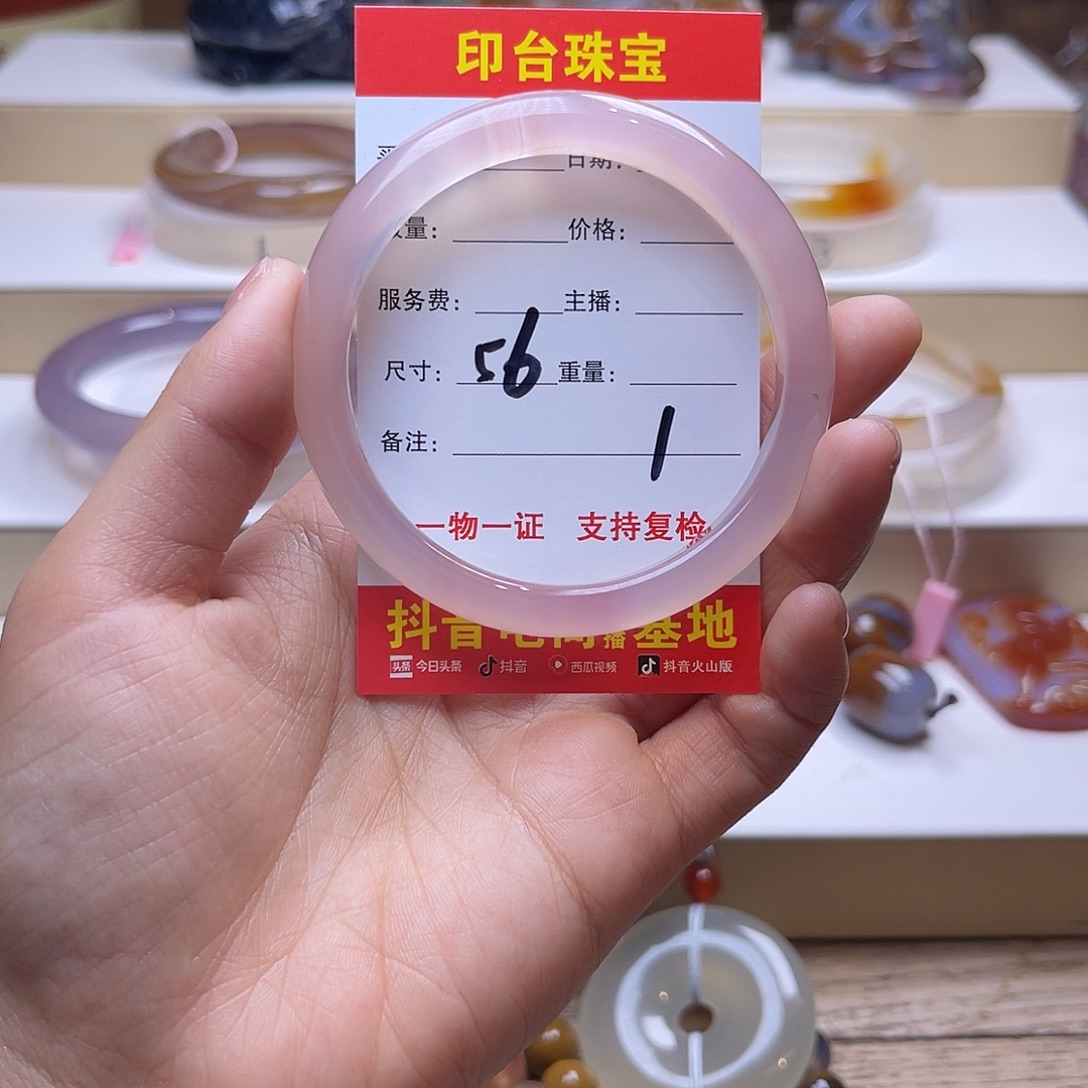 印台珠宝
日期:
量: 价格:
服务费: 主播:
尺寸: 56 重量:
备注: 1
一物一证 支持复检
抖音电商播基地
头条 今日头条 抖音 西瓜视频 抖音火山版